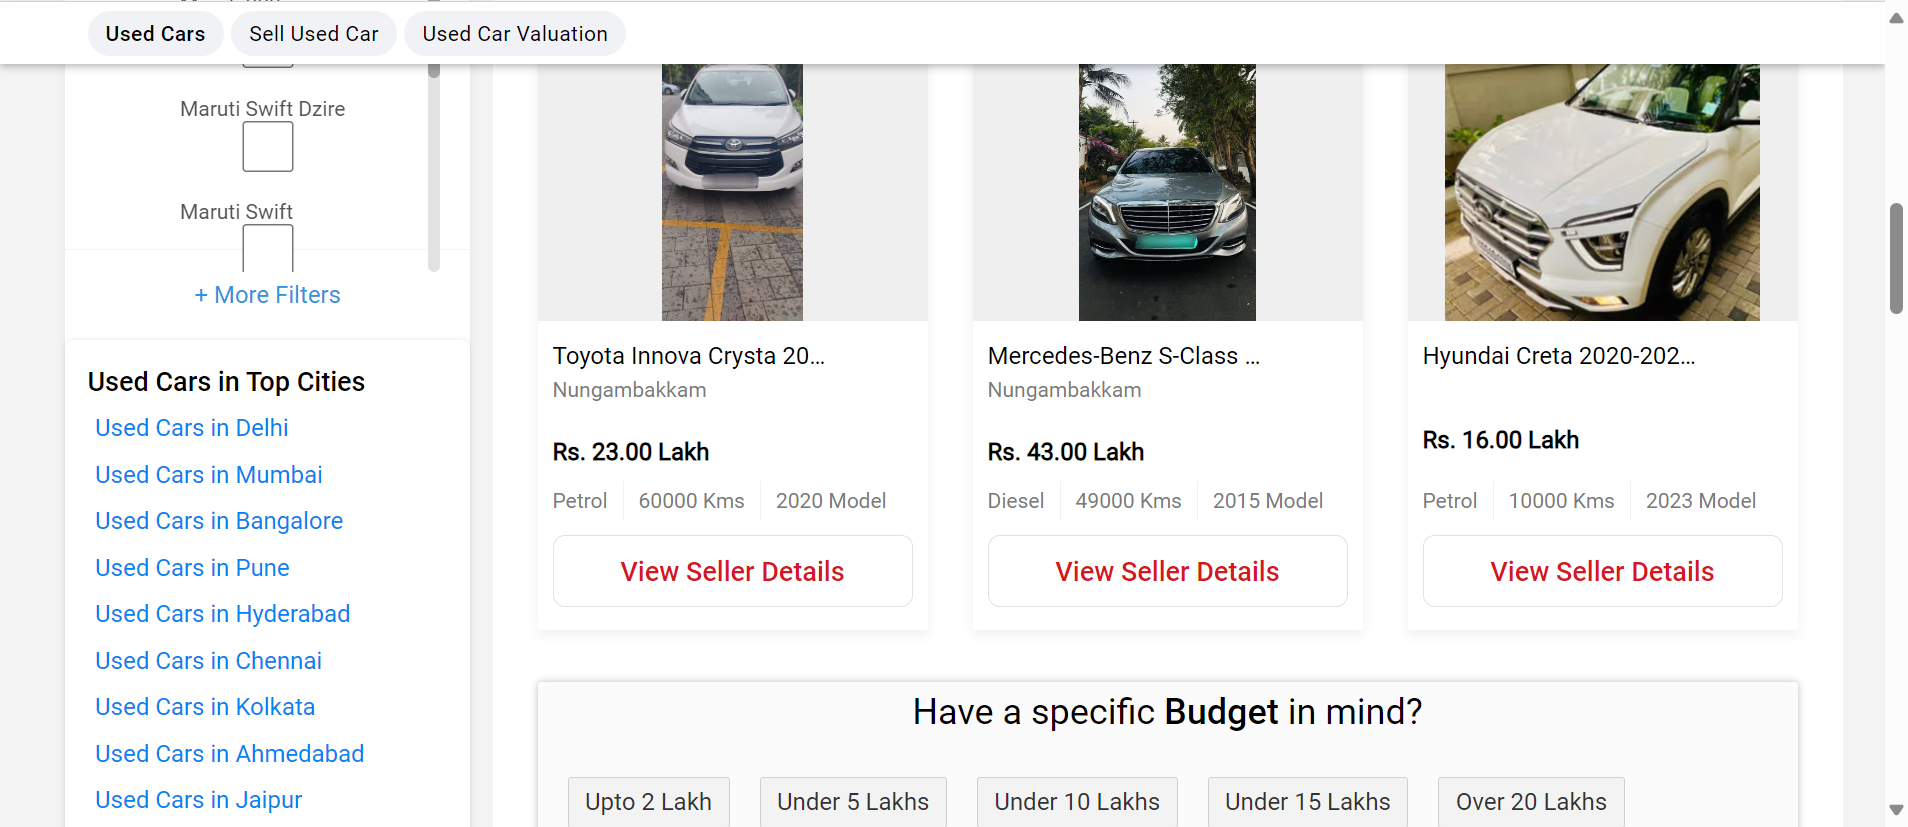 Used Cars
Sell Used Car
Used Car Valuation
Maruti Swift Dzire
Maruti Swift
+ More Filters
Used Cars in Top Cities
Used Cars in Delhi
Used Cars in Mumbai
Used Cars in Bangalore
Used Cars in Pune
Used Cars in Hyderabad
Used Cars in Chennai
Used Cars in Kolkata
Used Cars in Ahmedabad
Used Cars in Jaipur
Toyota Innova Crysta 20...
Nungambakkam
Rs. 23.00 Lakh
Petrol 60000 Kms 2020 Model
View Seller Details
Mercedes-Benz S-Class ...
Nungambakkam
Rs. 43.00 Lakh
Diesel 49000 Kms 2015 Model
View Seller Details
Hyundai Creta 2020-202...
Rs. 16.00 Lakh
Petrol 10000 Kms 2023 Model
View Seller Details
Have a specific Budget in mind?
Upto 2 Lakh
Under 5 Lakhs
Under 10 Lakhs
Under 15 Lakhs
Over 20 Lakhs